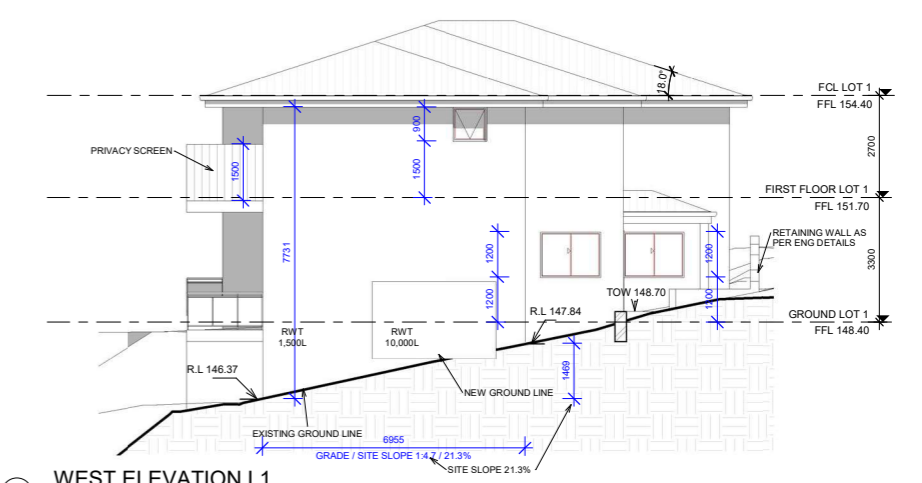 18.0°
FCL LOT 1
FFL 154.40
900
2700
PRIVACY SCREEN
1500
1500
FIRST FLOOR LOT 1
FFL 151.70
RETAINING WALL AS
PER ENG DETAILS
7731
1200
1200
3300
1200
1200
TOW 148.70
R.L 147.84
GROUND LOT 1
FFL 148.40
RWT
1,500L
RWT
10,000L
R.L 146.37
1469
NEW GROUND LINE
EXISTING GROUND LINE
6955
GRADE / SITE SLOPE 1:4.7 / 21.3%
SITE SLOPE 21.3%
WEST ELEVATION L1